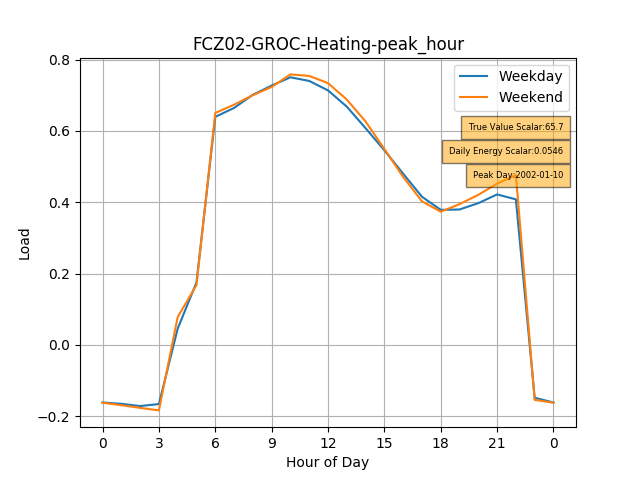 FCZ02-GROC-Heating-peak_hour
Weekday
Weekend
True Value Scalar:65.7
Daily Energy Scalar:0.0546
Peak Day:2002-01-10
0.8
0.6
0.4
0.2
0.0
−0.2
Load
0 3 6 9 12 15 18 21 0
Hour of Day